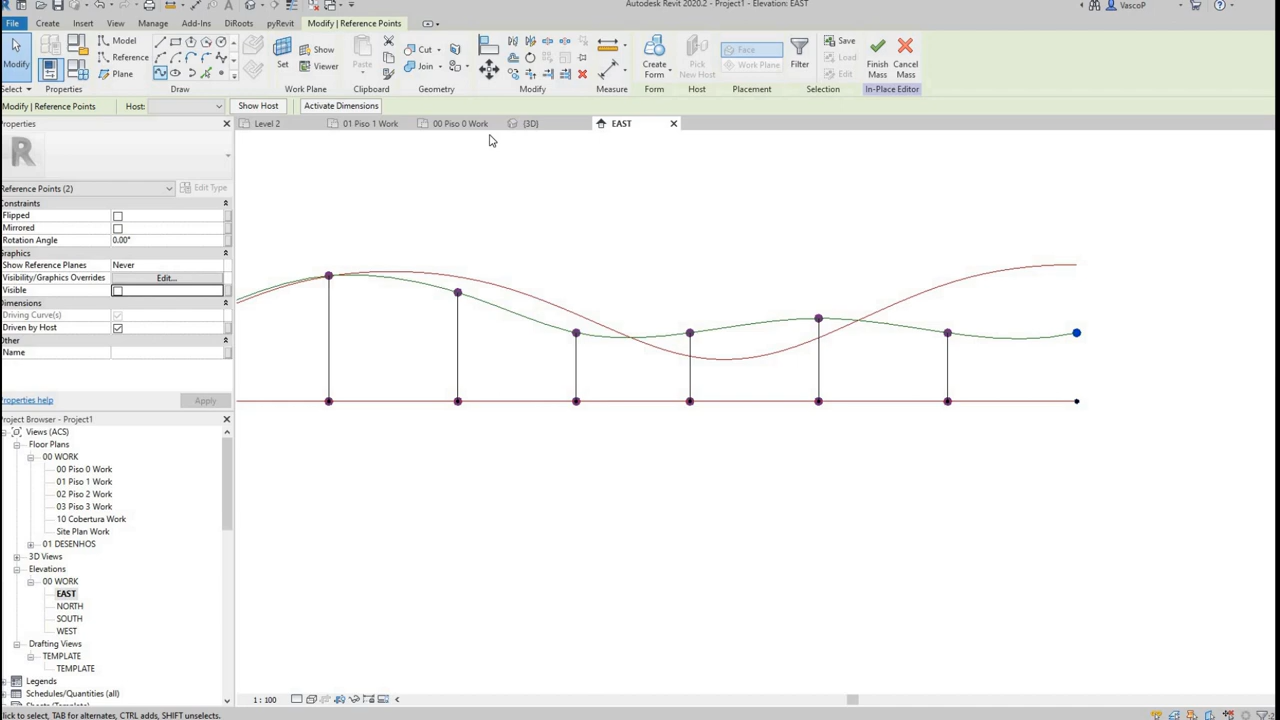 Autodesk Revit 2020.2 - Project1 - Elevation: EAST
VascoP
File Create Insert View Manage Add-Ins DiRoots pyRevit Modify | Reference Points
Modify
Model
Reference
Plane
Set
Show
Viewer
Paste
Cut
Join
Create Form
Pick New Host
Face
Work Plane
Filter
Save
Load
Edit
Finish Mass
Cancel Mass
Select Properties Draw Work Plane Clipboard Geometry Modify Measure Form Host Placement Selection In-Place Editor
Modify | Reference Points Host: Show Host Activate Dimensions
Properties
Level 2 01 Piso 1 Work 00 Piso 0 Work {3D} EAST
Reference Points (2) Edit Type
Constraints
Flipped
Mirrored
Rotation Angle 0.00°
Graphics
Show Reference Planes Never
Visibility/Graphics Overrides Edit...
Visible
Dimensions
Driving Curve(s)
Driven by Host
Other
Name
Properties help Apply
Project Browser - Project1
Views (ACS)
Floor Plans
00 WORK
00 Piso 0 Work
01 Piso 1 Work
02 Piso 2 Work
03 Piso 3 Work
10 Cobertura Work
Site Plan Work
01 DESENHOS
3D Views
Elevations
00 WORK
EAST
NORTH
SOUTH
WEST
Drafting Views
TEMPLATE
TEMPLATE
Legends
Schedules/Quantities (all)
1 : 100
lick to select, TAB for alternates, CTRL adds, SHIFT unselects.